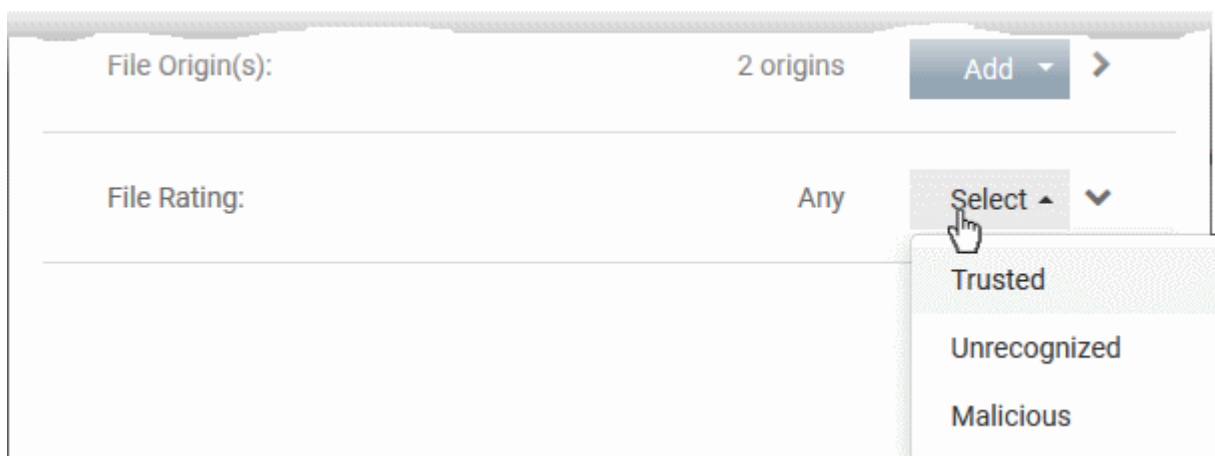 File Origin(s): 2 origins Add
File Rating: Any Select
Trusted
Unrecognized
Malicious